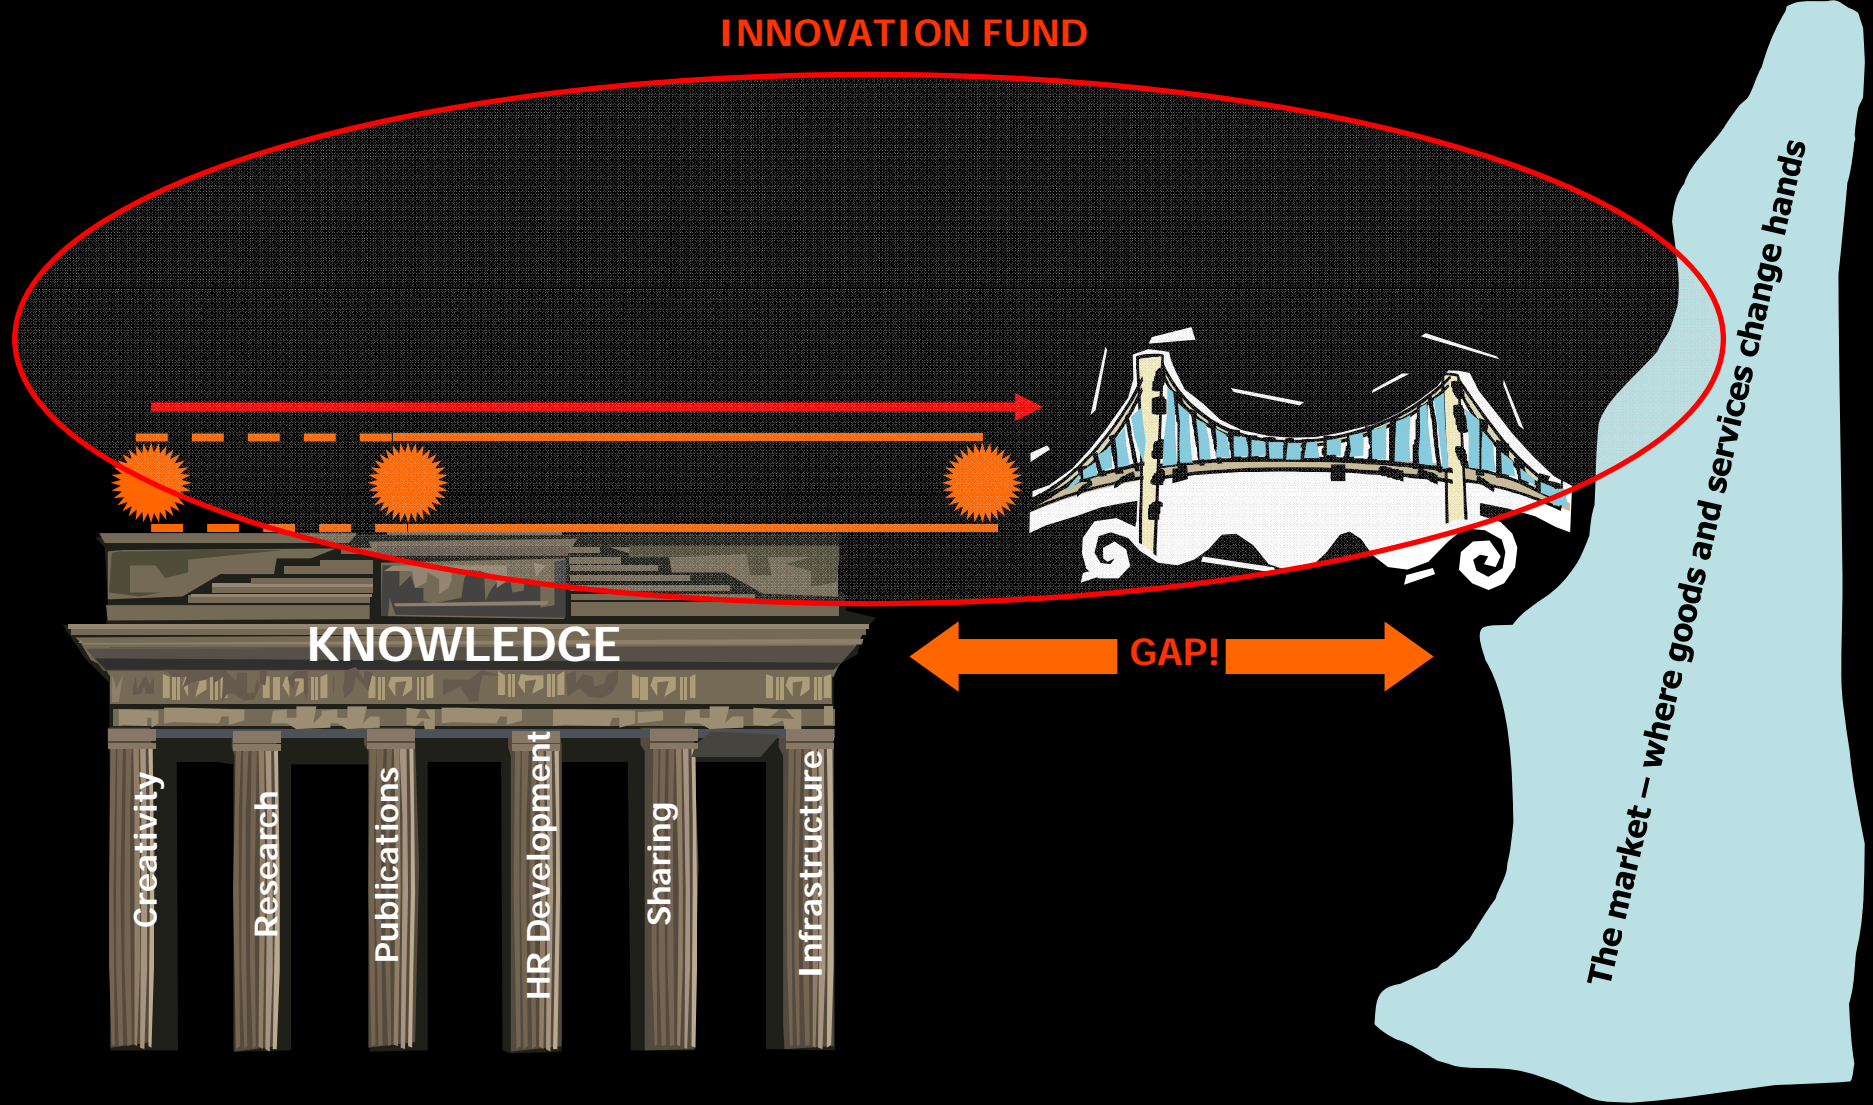 INNOVATION FUND
KNOWLEDGE
GAP!
Creativity
Research
Publications
HR Development
Sharing
Infrastructure
The market – where goods and services change hands